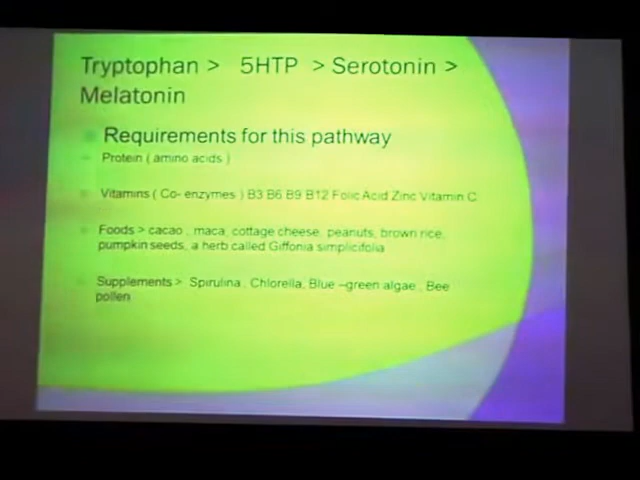 Tryptophan > 5HTP > Serotonin >
Melatonin
Requirements for this pathway
Protein ( amino acids )
Vitamins ( Co- enzymes ) B3 B6 B9 B12 Folic Acid Zinc Vitamin C
Foods > cacao , maca, cottage cheese, peanuts, brown rice,
pumpkin seeds, a herb called Giffonia simplicifolia
Supplements > Spirulina , Chlorella, Blue –green algae , Bee
pollen